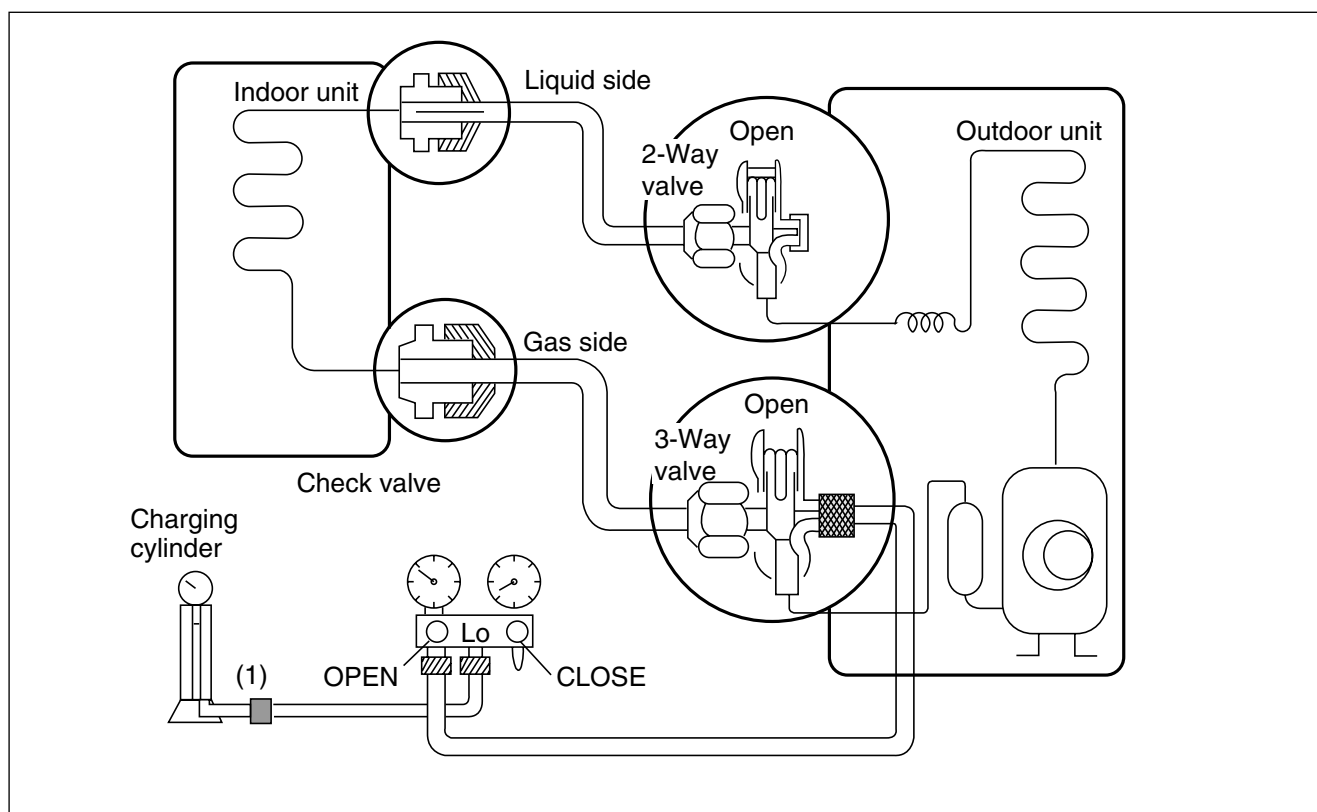 Indoor unit
Liquid side
Open
2-Way
valve
Outdoor unit
Gas side
Open
3-Way
valve
Check valve
Charging
cylinder
(1)
Lo
OPEN
CLOSE